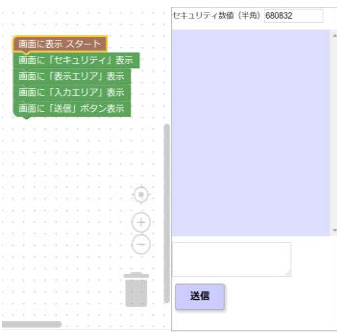 画面に表示 スタート
画面に「セキュリティ」表示
画面に「表示エリア」表示
画面に「入力エリア」表示
画面に「送信」ボタン表示
セキュリティ数値（半角） 680832
送信